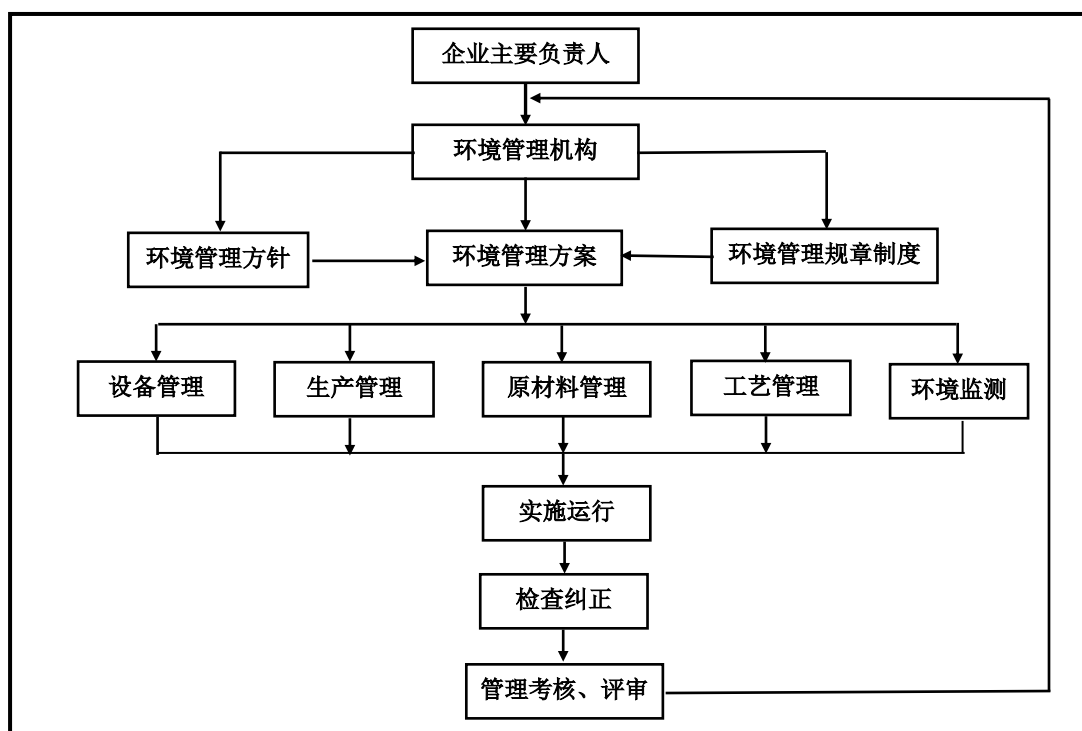 企业主要负责人
环境管理机构
环境管理方针
环境管理方案
环境管理规章制度
设备管理
生产管理
原材料管理
工艺管理
环境监测
实施运行
检查纠正
管理考核、评审